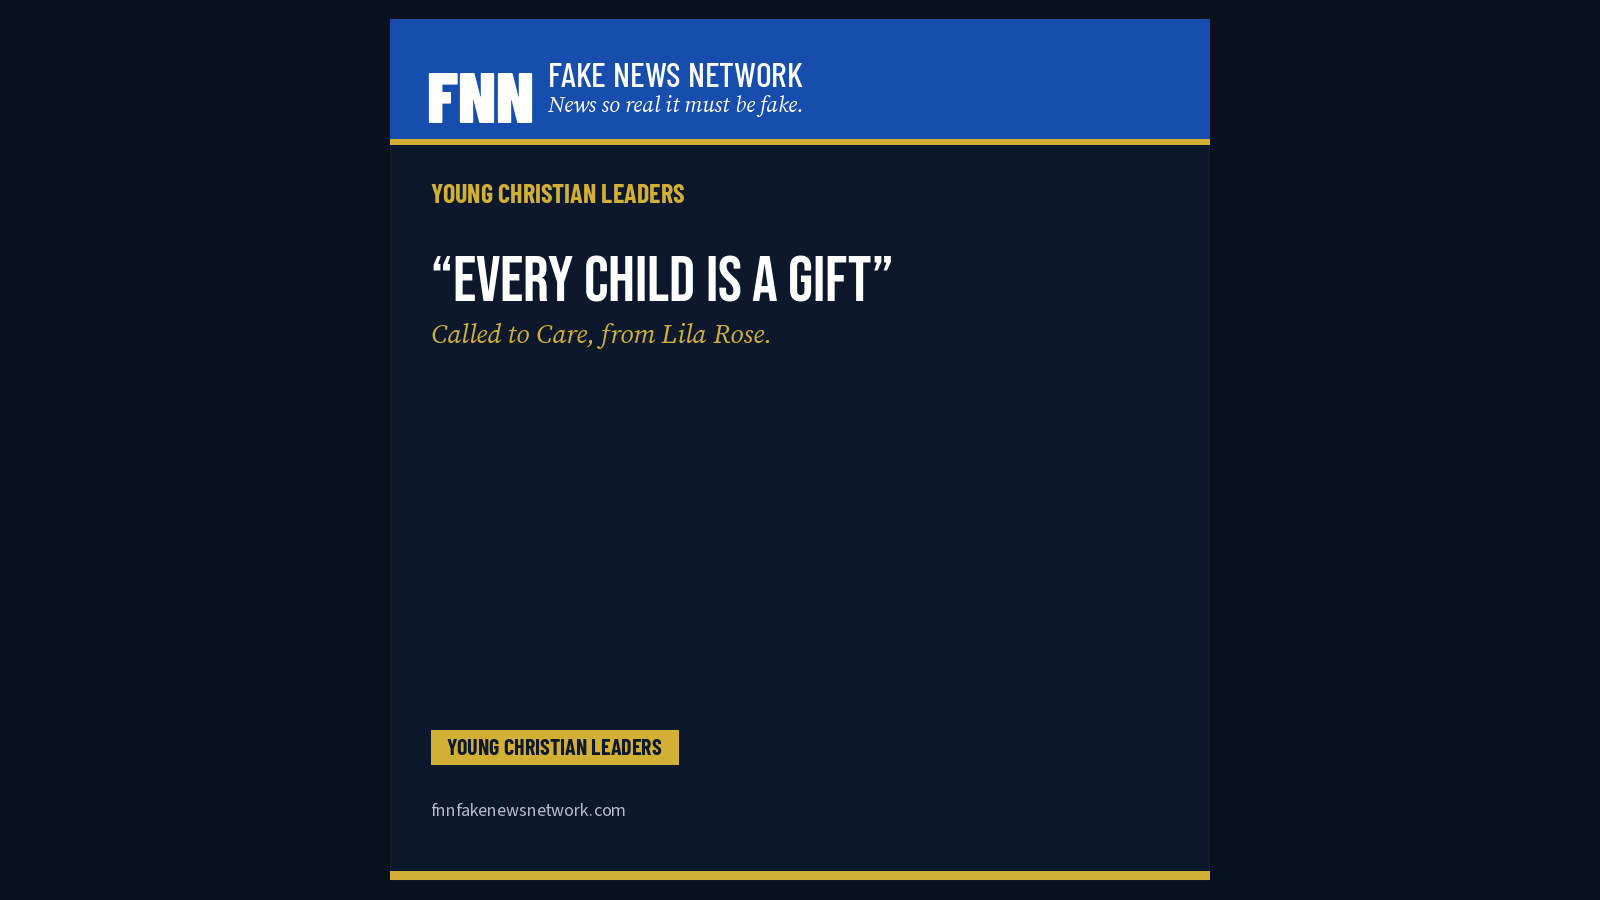 FNN
FAKE NEWS NETWORK
News so real it must be fake.
YOUNG CHRISTIAN LEADERS
“EVERY CHILD IS A GIFT”
Called to Care, from Lila Rose.
YOUNG CHRISTIAN LEADERS
fnnfakenewsnetwork.com